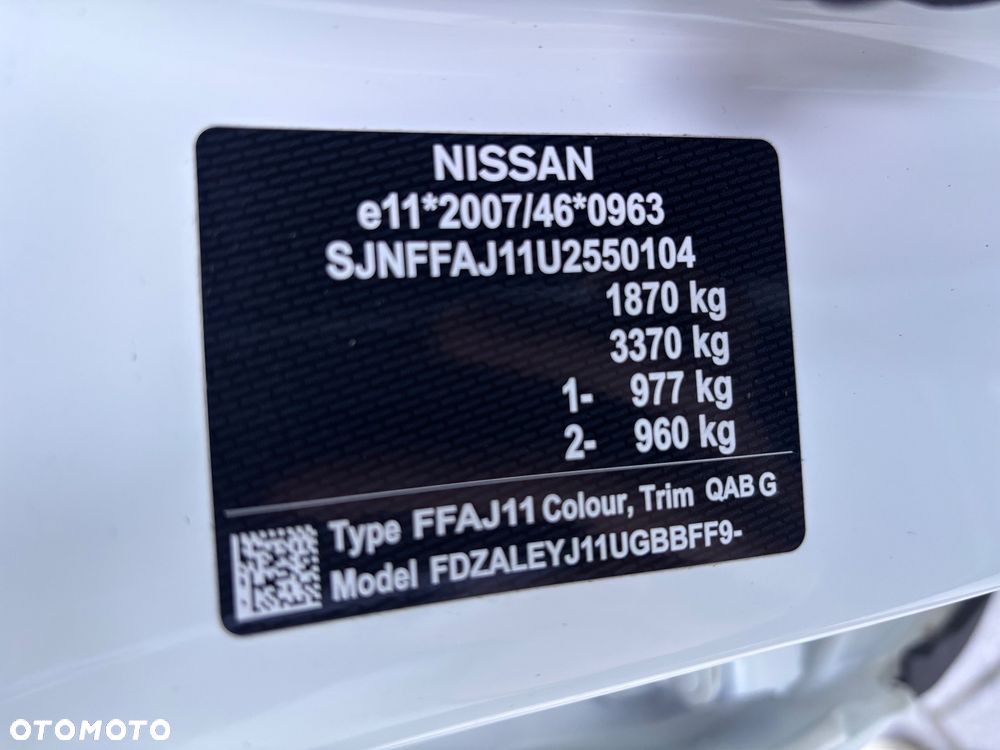 NISSAN
e11*2007/46*0963
SJNFFAJ11U2550104
1870 kg
3370 kg
1- 977 kg
2- 960 kg
Type FFAJ11 Colour, Trim QAB G
Model FDZALEYJ11UGBBFF9-
OTOMOTO